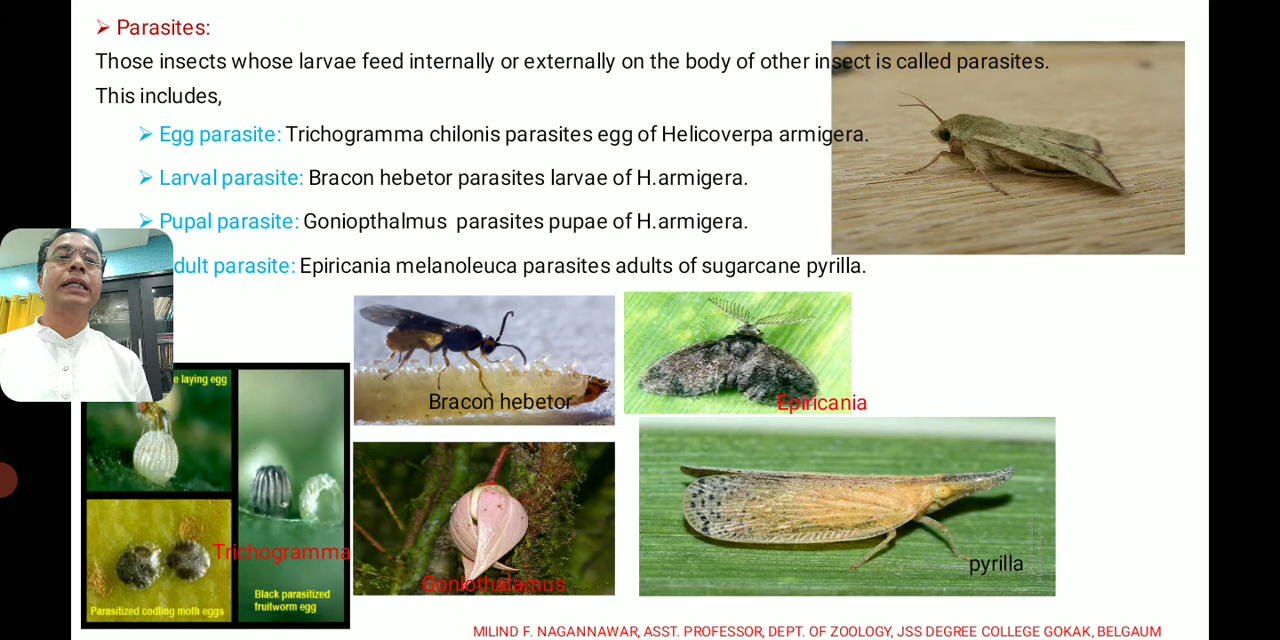 ➢ Parasites:
Those insects whose larvae feed internally or externally on the body of other insect is called parasites.
This includes,
➢ Egg parasite: Trichogramma chilonis parasites egg of Helicoverpa armigera.
➢ Larval parasite: Bracon hebetor parasites larvae of H.armigera.
➢ Pupal parasite: Goniopthalmus parasites pupae of H.armigera.
dult parasite: Epiricania melanoleuca parasites adults of sugarcane pyrilla.
e laying egg
Bracon hebetor
Epiricania
Trichogramma
Goniothalamus
pyrilla
Parasitized codling moth eggs
Black parasitized
fruitworm egg
MILIND F. NAGANNAWAR, ASST. PROFESSOR, DEPT. OF ZOOLOGY, JSS DEGREE COLLEGE GOKAK, BELGAUM